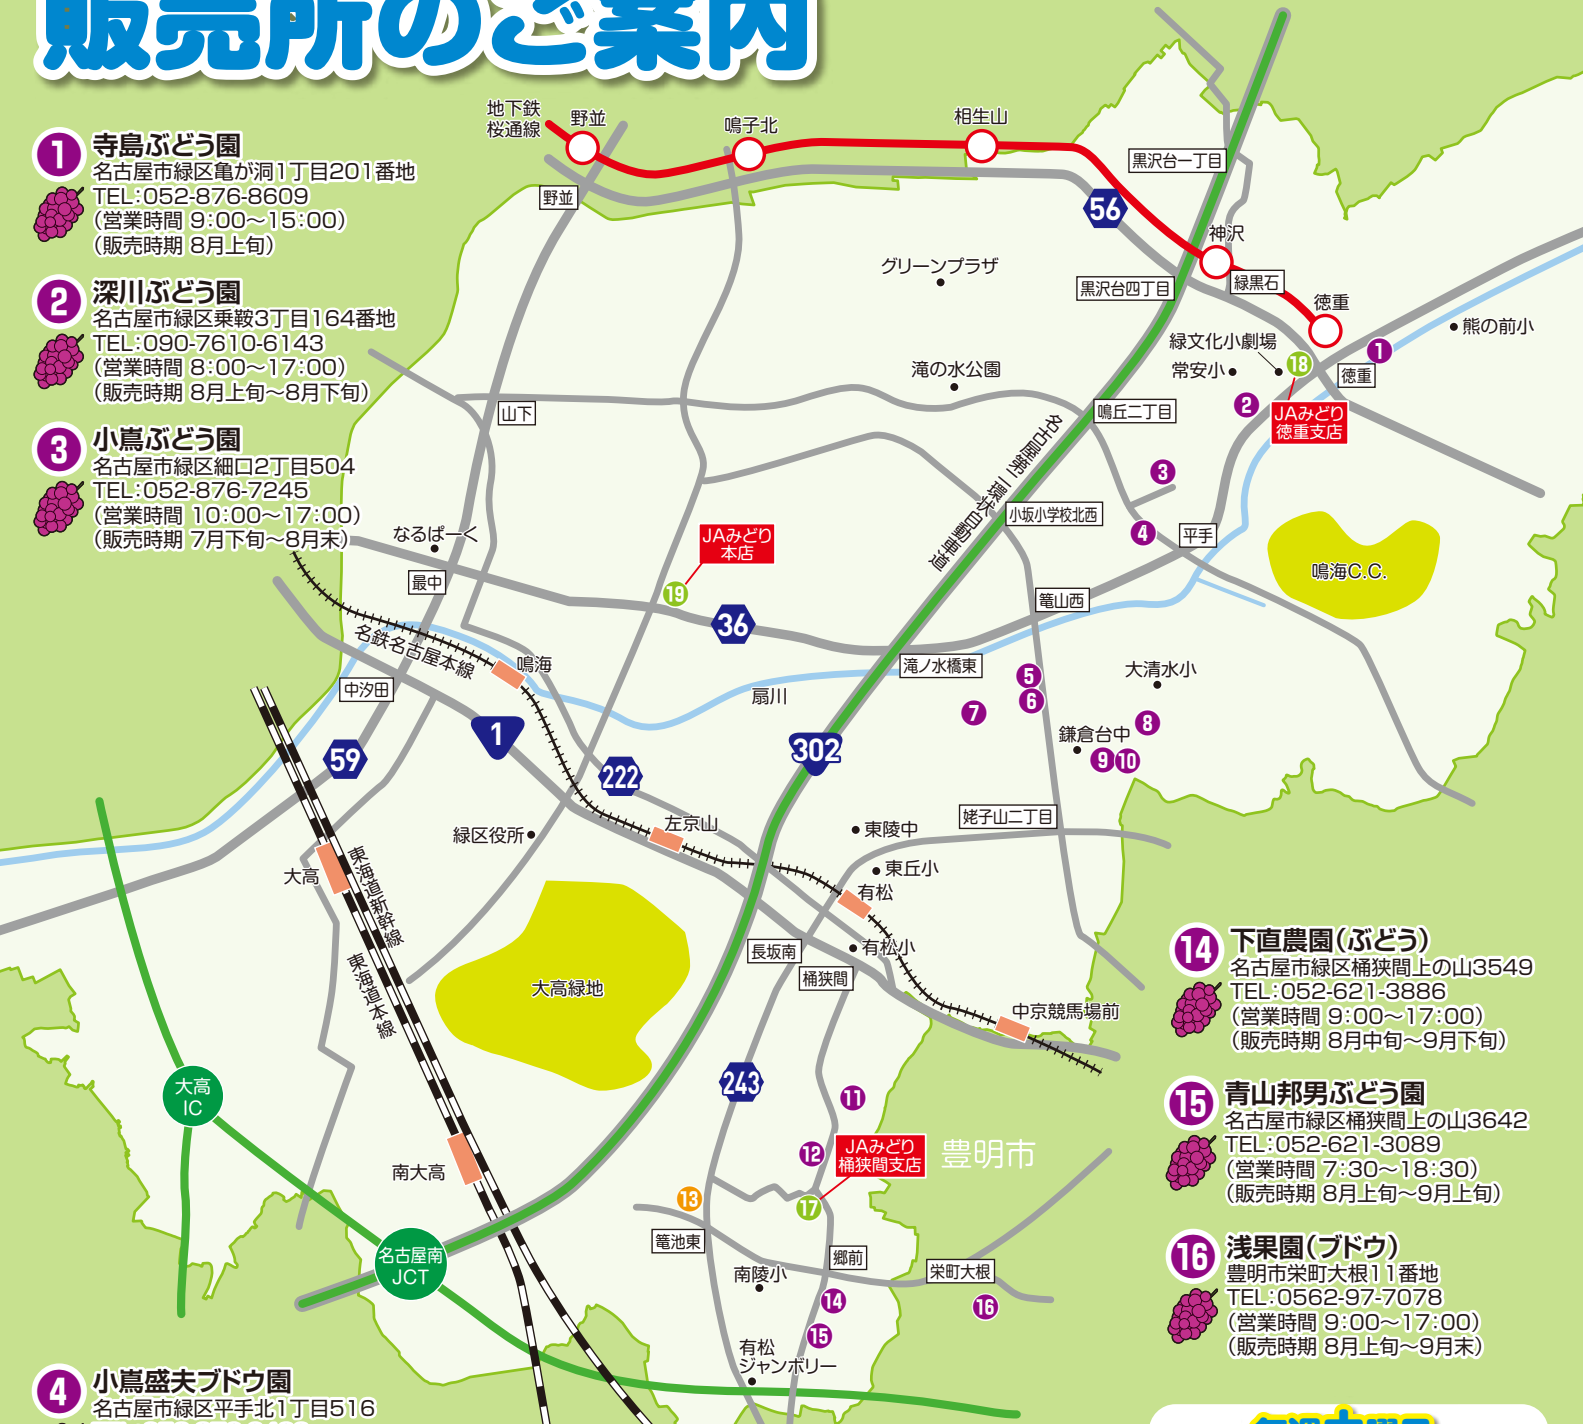 販売所のご案内
1
寺島ぶどう園
名古屋市緑区亀が洞1丁目201番地
TEL:052-876-8609
(営業時間 9:00〜15:00)
(販売時期 8月上旬)
2
深川ぶどう園
名古屋市緑区乗鞍3丁目164番地
TEL:090-7610-6143
(営業時間 8:00〜17:00)
(販売時期 8月上旬〜8月下旬)
3
小嶌ぶどう園
名古屋市緑区細口2丁目504
TEL:052-876-7245
(営業時間 10:00〜17:00)
(販売時期 7月下旬〜8月末)
4
小嶌盛夫ブドウ園
名古屋市緑区平手北1丁目516
地下鉄
桜通線
野並
鳴子北
相生山
野並
黒沢台一丁目
56
神沢
グリーンプラザ
黒沢台四丁目
緑黒石
徳重
熊の前小
緑文化小劇場
18
1
滝の水公園
常安小
徳重
2
JAみどり
徳重支店
山下
鳴丘二丁目
名古屋第二環状自動車道
3
小坂小学校北西
4
平手
なるぱーく
JAみどり
本店
最中
19
鳴海C.C.
篭山西
36
名鉄名古屋本線
鳴海
滝ノ水橋東
5
大清水小
中汐田
扇川
6
7
8
1
鎌倉台中
59
302
9
10
222
緑区役所
左京山
東陵中
姥子山二丁目
大高
東海道新幹線
東丘小
有松
長坂南
有松小
東海道本線
大高緑地
桶狭間
中京競馬場前
大高
IC
243
11
12
JAみどり
桶狭間支店
豊明市
南大高
13
17
名古屋南
JCT
篭池東
郷前
南陵小
栄町大根
14
16
15
有松
ジャンボリー
14
下直農園(ぶどう)
名古屋市緑区桶狭間上の山3549
TEL:052-621-3886
(営業時間 9:00〜17:00)
(販売時期 8月中旬〜9月下旬)
15
青山邦男ぶどう園
名古屋市緑区桶狭間上の山3642
TEL:052-621-3089
(営業時間 7:30〜18:30)
(販売時期 8月上旬〜9月上旬)
16
浅果園(ブドウ)
豊明市栄町大根11番地
TEL:0562-97-7078
(営業時間 9:00〜17:00)
(販売時期 8月上旬〜9月末)